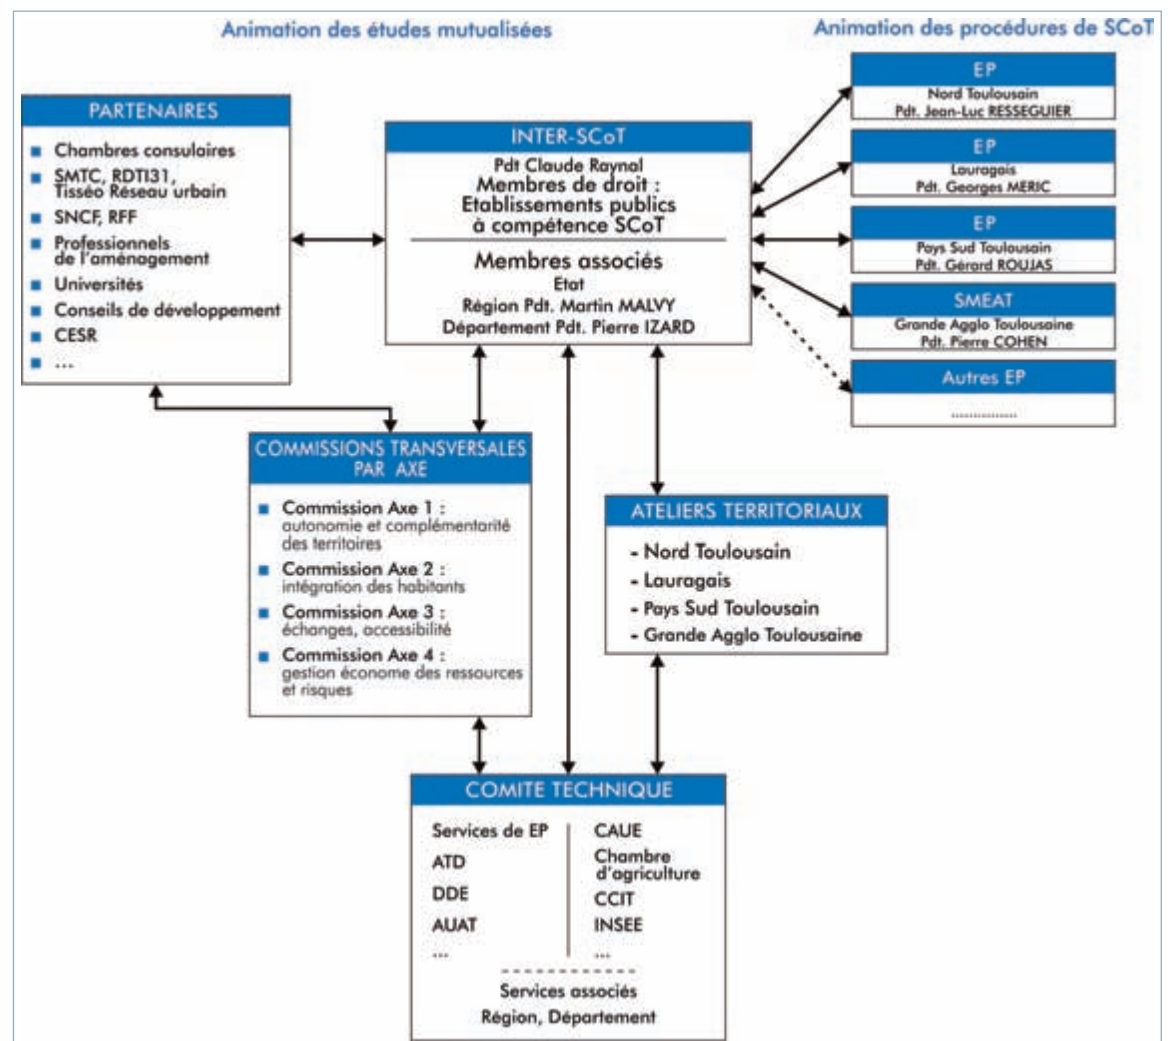 Animation des études mutualisées
Animation des procédures de SCoT
PARTENAIRES
■ Chambres consulaires
■ SMTC, RDTI31,
Tisséo Réseau urbain
■ SNCF, RFF
■ Professionnels
de l'aménagement
■ Universités
■ Conseils de développement
■ CESR
■ ...
INTER-SCoT
Pdt Claude Raynal
Membres de droit :
Etablissements publics
à compétence SCoT
Membres associés
Etat
Région Pdt. Martin MALVY
Département Pdt. Pierre IZARD
EP
Nord Toulousain
Pdt. Jean-Luc RESSEGUIER
EP
Lauragais
Pdt. Georges MERIC
EP
Pays Sud Toulousain
Pdt. Gérard ROUJAS
SMEAT
Grande Agglo Toulousaine
Pdt. Pierre COHEN
Autres EP
...............
COMMISSIONS TRANSVERSALES
PAR AXE
■ Commission Axe 1 :
autonomie et complémentarité
des territoires
■ Commission Axe 2 :
intégration des habitants
■ Commission Axe 3 :
échanges, accessibilité
■ Commission Axe 4 :
gestion économe des ressources
et risques
ATELIERS TERRITORIAUX
- Nord Toulousain
- Lauragais
- Pays Sud Toulousain
- Grande Agglo Toulousaine
COMITE TECHNIQUE
Services de EP
ATD
DDE
AUAT
...
CAUE
Chambre
d'agriculture
CCIT
INSEE
...
Services associés
Région, Département